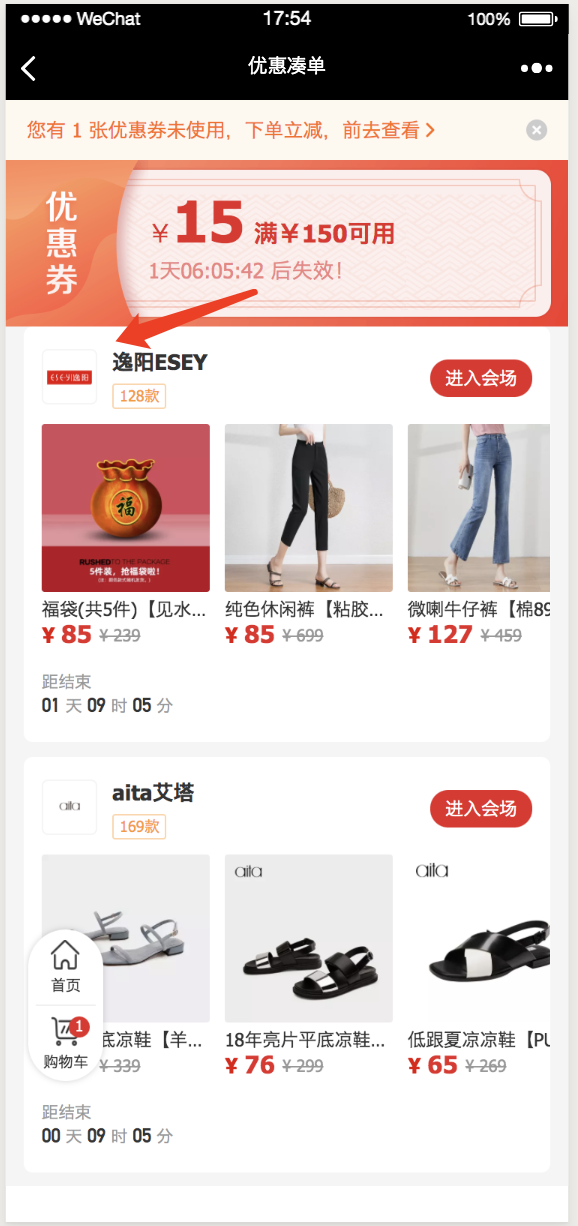 WeChat 17:54 100%
优惠凑单
您有 1 张优惠券未使用，下单立减，前去查看
优惠券
¥15 满¥150可用
1天06:05:42 后失效！
ESEY逸阳
逸阳ESEY
128款
进入会场
福
RUSHED TO THE PACKAGE
5件装，抢福袋啦！
福袋(共5件)【见水...
¥ 85 ¥ 239
纯色休闲裤【粘胶...
¥ 85 ¥ 699
微喇牛仔裤【棉89
¥ 127 ¥ 459
距结束
01 天 09 时 05 分
aita
aita艾塔
169款
进入会场
aita
aita
底凉鞋【羊...
¥ 339
18年亮片平底凉鞋...
¥ 76 ¥ 299
低跟夏凉凉鞋【PU
¥ 65 ¥ 269
首页
1
购物车
距结束
00 天 09 时 05 分